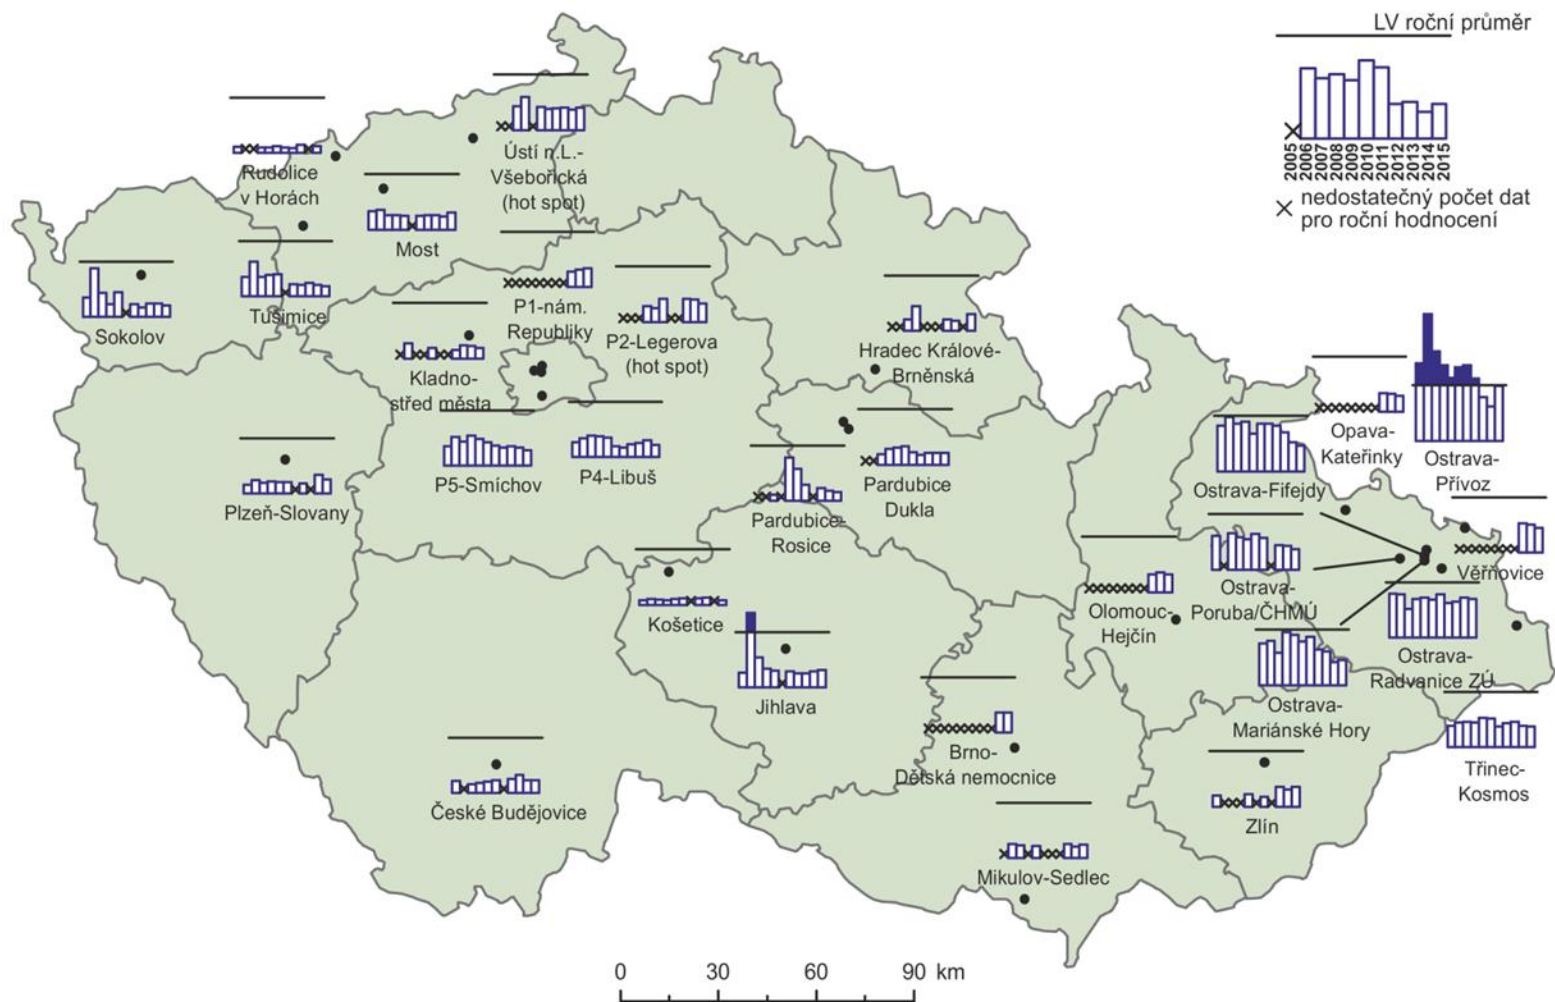 LV roční průměr
2005
2006
2007
2008
2009
2010
2011
2012
2013
2014
2015
nedostatečný počet dat
pro roční hodnocení
Rudolice
v Horách
Ústí n.L.-
Všebořická
(hot spot)
Most
Sokolov
Tušimice
P1-nám.
Republiky
P2-Legerova
(hot spot)
Kladno-
střed města
Hradec Králové-
Brněnská
Plzeň-Slovany
P5-Smíchov
P4-Libuš
Pardubice-
Rosice
Pardubice
Dukla
Opava-
Kateřinky
Ostrava-
Přívoz
Ostrava-Fifejdy
Ostrava-
Poruba/ČHMÚ
Věřňovice
Košetice
Olomouc-
Hejčín
Ostrava-
Radvanice ZÚ
Jihlava
Ostrava-
Mariánské Hory
Brno-
Dětská nemocnice
Třinec-
Kosmos
České Budějovice
Zlín
Mikulov-Sedlec
0 30 60 90 km